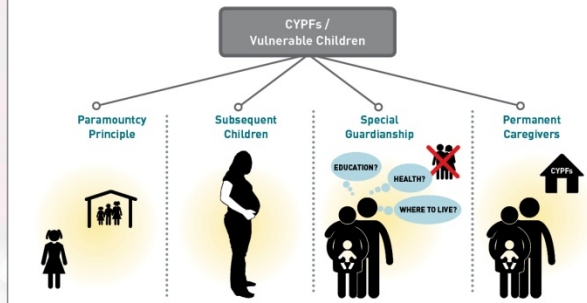 CYPFs /
Vulnerable Children
Paramountcy
Principle
Subsequent
Children
Special
Guardianship
Permanent
Caregivers
EDUCATION?
HEALTH?
WHERE TO LIVE?
CYPFs